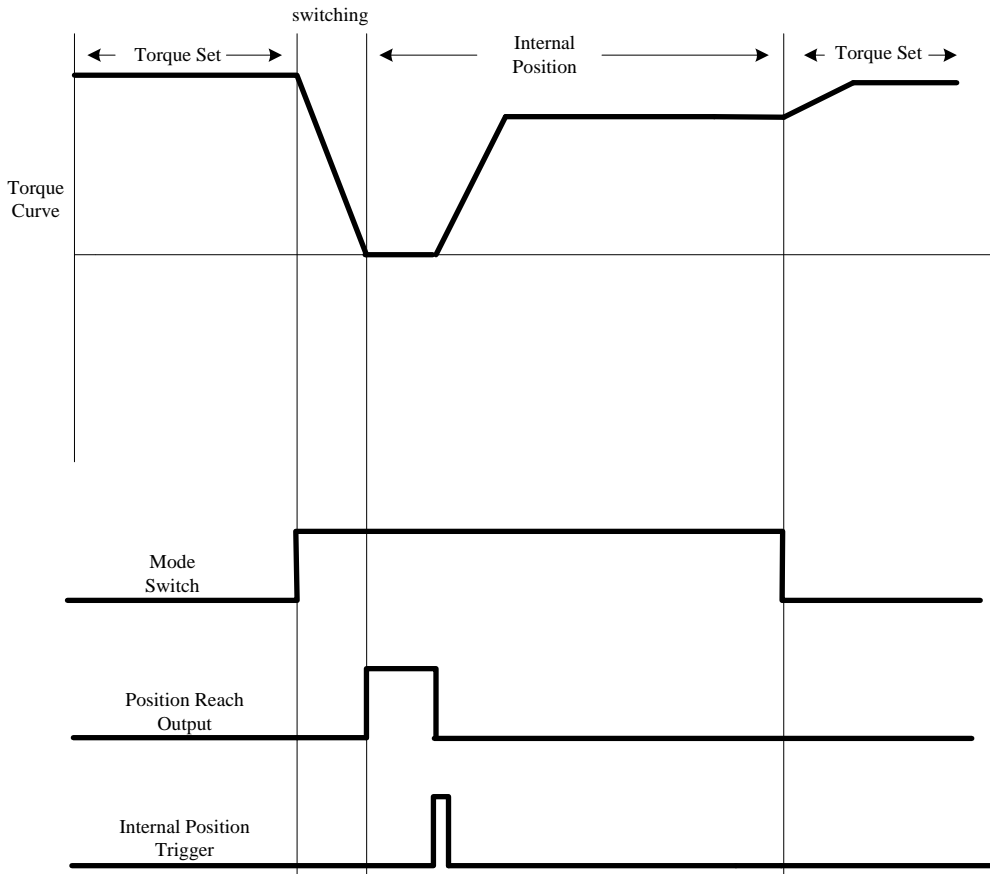 switching
Torque Set
Internal
Position
Torque Set
Torque
Curve
Mode
Switch
Position Reach
Output
Internal Position
Trigger